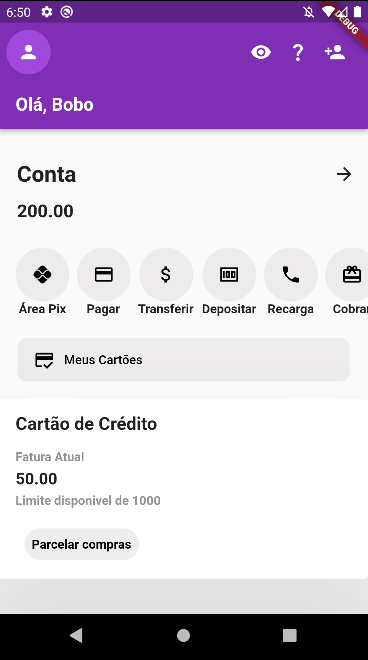 6:50
DEBUG
?
Olá, Bobo
Conta
200.00
$
100
Área Pix Pagar Transferir Depositar Recarga Cobrar
Meus Cartões
Cartão de Crédito
Fatura Atual
50.00
Limite disponivel de 1000
Parcelar compras